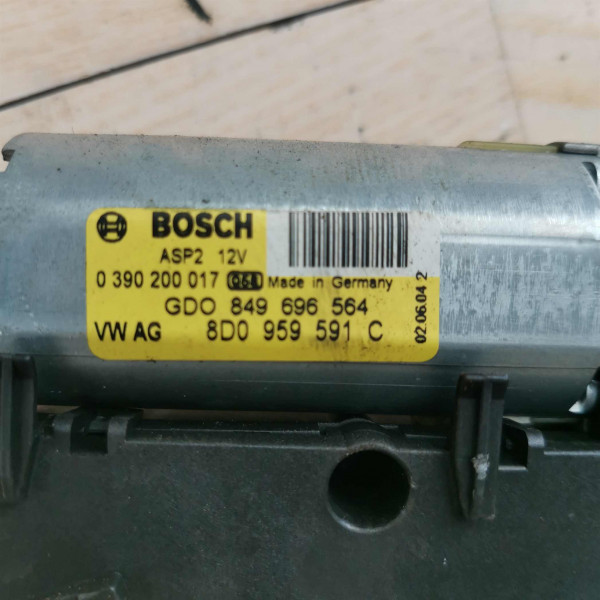 BOSCH
ASP2 12V
0 390 200 017 Made in Germany
GDO 849 696 564
VW AG 8D0 959 591 C
02.06.04 2